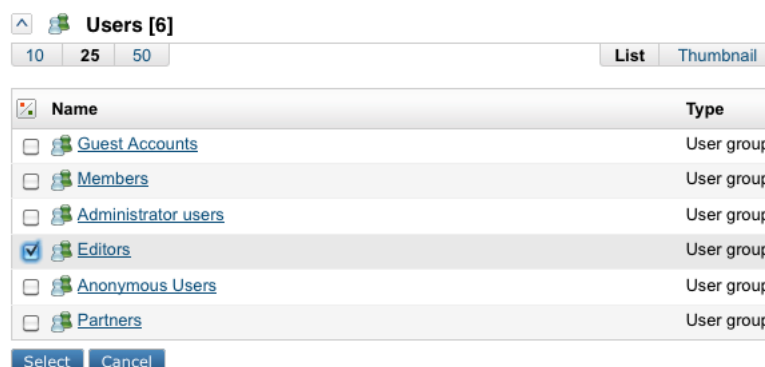 Users [6]
10 25 50 List Thumbnail
Name Type
Guest Accounts User group
Members User group
Administrator users User group
Editors User group
Anonymous Users User group
Partners User group
Select Cancel